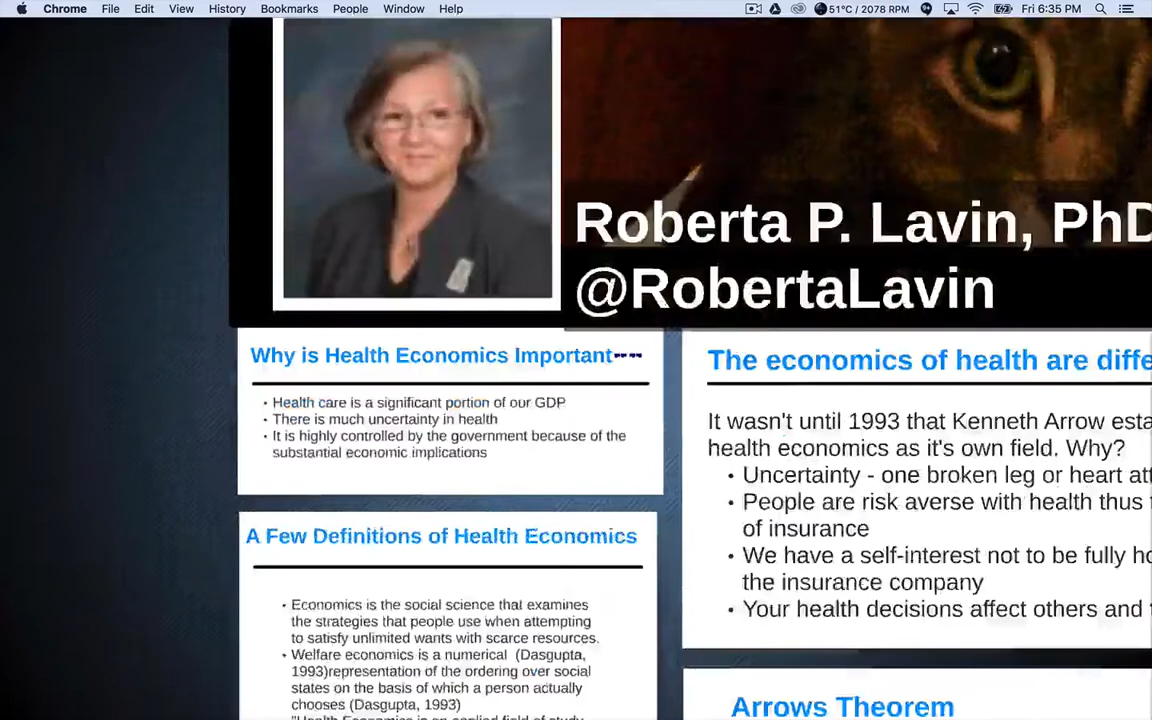 Chrome File Edit View History Bookmarks People Window Help 51°C / 2078 RPM Fri 6:35 PM
Roberta P. Lavin, PhD
@RobertaLavin
Why is Health Economics Important---
• Health care is a significant portion of our GDP
• There is much uncertainty in health
• It is highly controlled by the government because of the
substantial economic implications
A Few Definitions of Health Economics
• Economics is the social science that examines
the strategies that people use when attempting
to satisfy unlimited wants with scarce resources.
• Welfare economics is a numerical (Dasgupta,
1993)representation of the ordering over social
states on the basis of which a person actually
chooses (Dasgupta, 1993)
"Health Economics is an applied field of study
The economics of health are diffe
It wasn't until 1993 that Kenneth Arrow esta
health economics as it's own field. Why?
• Uncertainty - one broken leg or heart att
• People are risk averse with health thus
of insurance
• We have a self-interest not to be fully ho
the insurance company
• Your health decisions affect others and
Arrows Theorem